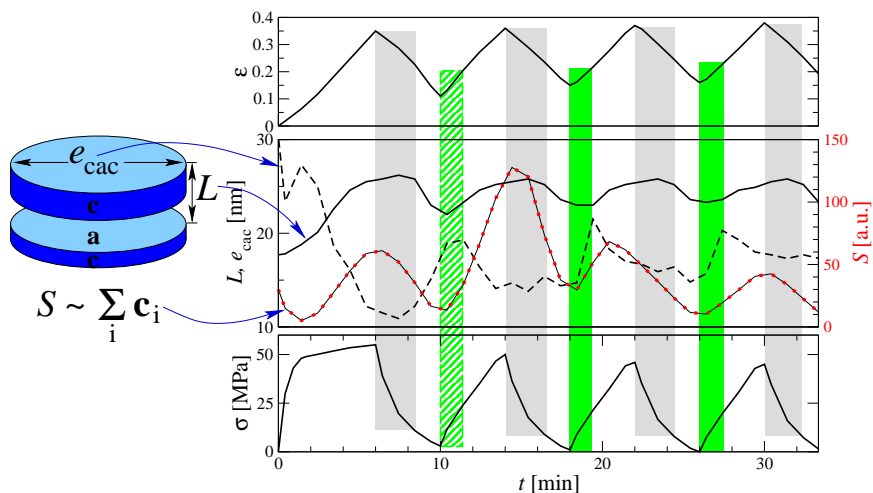 0.4
0.3
0.2
0.1
0
ε
e_cac
L
c
a
c
S ~ ∑_i c_i
30
20
10
L, e_cac [nm]
150
100
50
0
S [a.u.]
50
25
0
σ [MPa]
0 10 20 30
t [min]